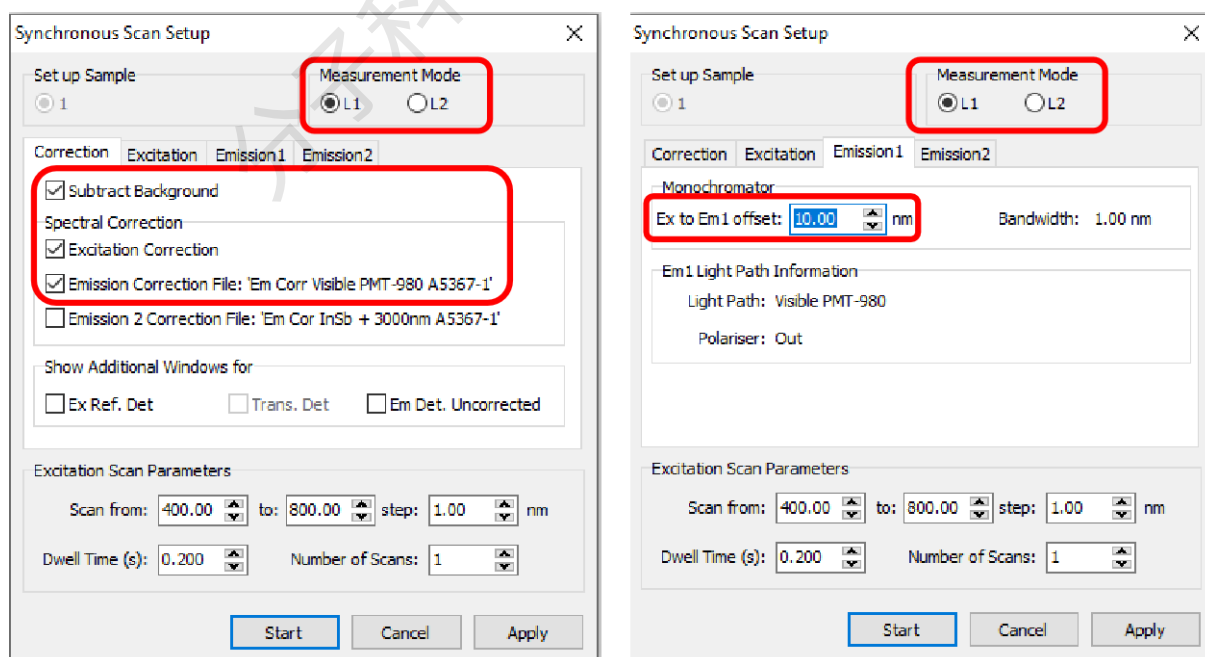 Synchronous Scan Setup
Set up Sample
1
Measurement Mode
L1 L2
Correction Excitation Emission1 Emission2
Subtract Background
Spectral Correction
Excitation Correction
Emission Correction File: 'Em Corr Visible PMT-980 A5367-1'
Emission 2 Correction File: 'Em Cor InSb + 3000nm A5367-1'
Show Additional Windows for
Ex Ref. Det Trans. Det Em Det. Uncorrected
Excitation Scan Parameters
Scan from: 400.00 to: 800.00 step: 1.00 nm
Dwell Time (s): 0.200 Number of Scans: 1
Start Cancel Apply
Synchronous Scan Setup
Set up Sample
1
Measurement Mode
L1 L2
Correction Excitation Emission1 Emission2
Monochromator
Ex to Em1 offset: 10.00 nm Bandwidth: 1.00 nm
Em1 Light Path Information
Light Path: Visible PMT-980
Polariser: Out
Excitation Scan Parameters
Scan from: 400.00 to: 800.00 step: 1.00 nm
Dwell Time (s): 0.200 Number of Scans: 1
Start Cancel Apply
分子科